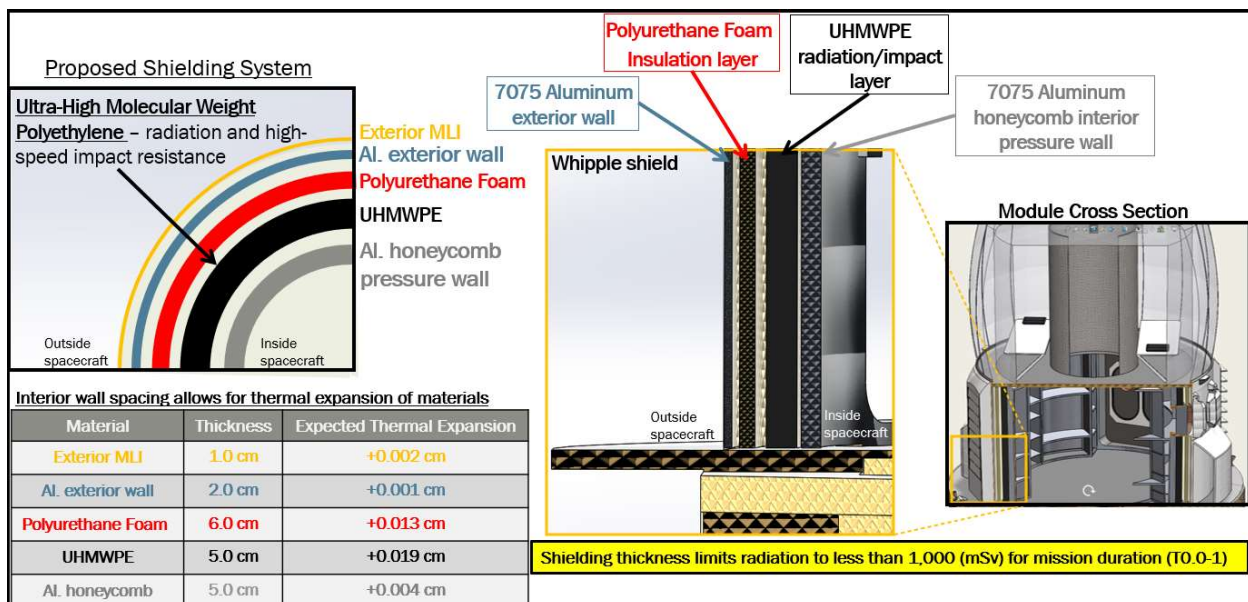 Proposed Shielding System
Ultra-High Molecular Weight
Polyethylene – radiation and high-
speed impact resistance
Exterior MLI
Al. exterior wall
Polyurethane Foam
UHMWPE
Al. honeycomb
pressure wall
Outside
spacecraft
Inside
spacecraft
Interior wall spacing allows for thermal expansion of materials
Material Thickness Expected Thermal Expansion
Exterior MLI 1.0 cm +0.002 cm
Al. exterior wall 2.0 cm +0.001 cm
Polyurethane Foam 6.0 cm +0.013 cm
UHMWPE 5.0 cm +0.019 cm
Al. honeycomb 5.0 cm +0.004 cm
Polyurethane Foam
Insulation layer
UHMWPE
radiation/impact
layer
7075 Aluminum
exterior wall
7075 Aluminum
honeycomb interior
pressure wall
Whipple shield
Outside
spacecraft
Inside
spacecraft
Module Cross Section
Shielding thickness limits radiation to less than 1,000 (mSv) for mission duration (T0.0-1)